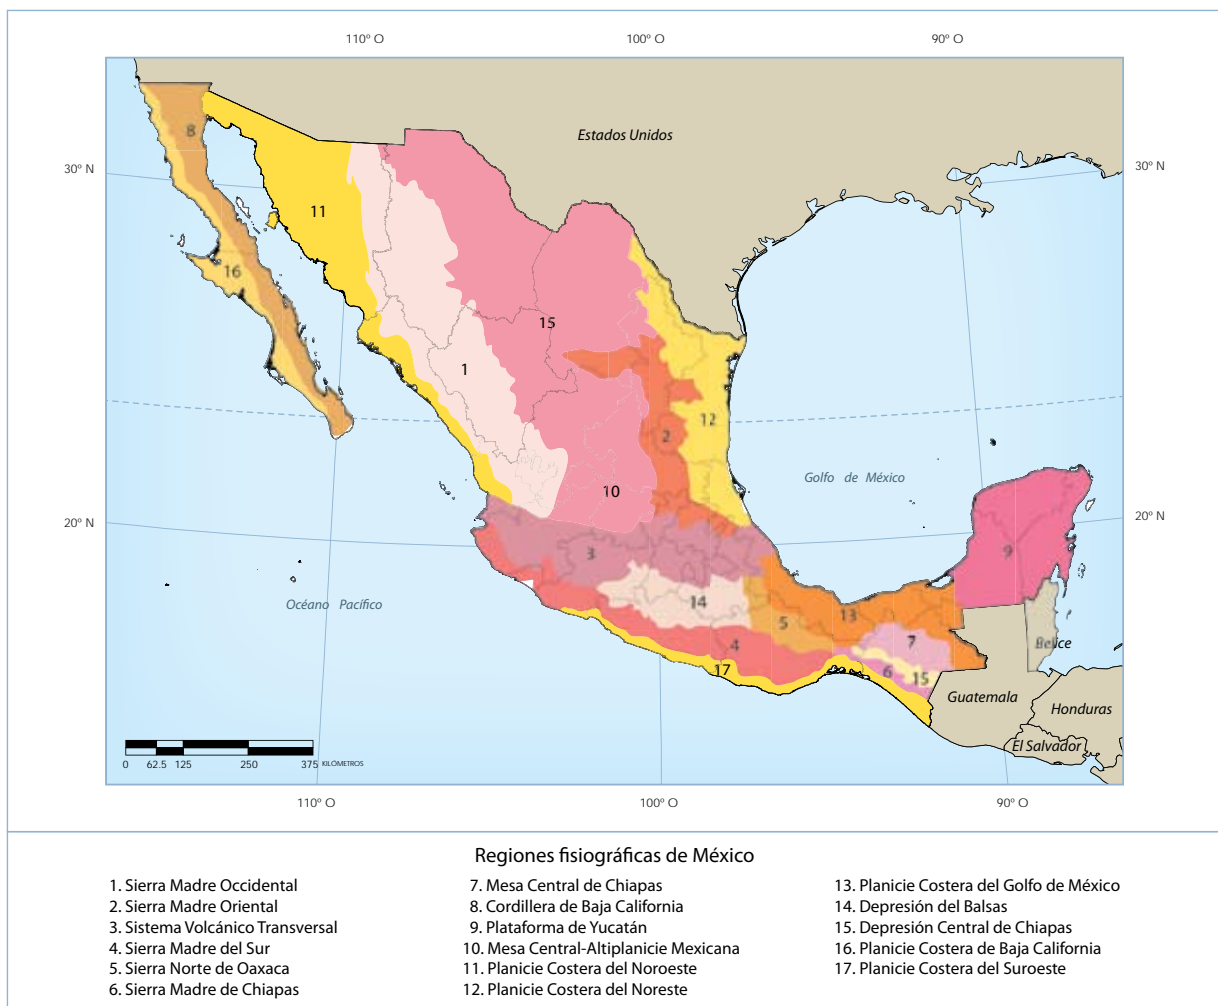 110º O 100º O 90º O
Estados Unidos
30º N 30º N
8
11
16
15
1
12
2
Golfo de México
10
20º N 20º N
3 9
Océano Pacífico
14
13
5
4 7 Belice
17 6 15
Guatemala
Honduras
El Salvador
0 62.5 125 250 375 KILÓMETROS
110º O 100º O 90º O
Regiones fisiográficas de México
1. Sierra Madre Occidental
2. Sierra Madre Oriental
3. Sistema Volcánico Transversal
4. Sierra Madre del Sur
5. Sierra Norte de Oaxaca
6. Sierra Madre de Chiapas
7. Mesa Central de Chiapas
8. Cordillera de Baja California
9. Plataforma de Yucatán
10. Mesa Central-Altiplanicie Mexicana
11. Planicie Costera del Noroeste
12. Planicie Costera del Noreste
13. Planicie Costera del Golfo de México
14. Depresión del Balsas
15. Depresión Central de Chiapas
16. Planicie Costera de Baja California
17. Planicie Costera del Suroeste